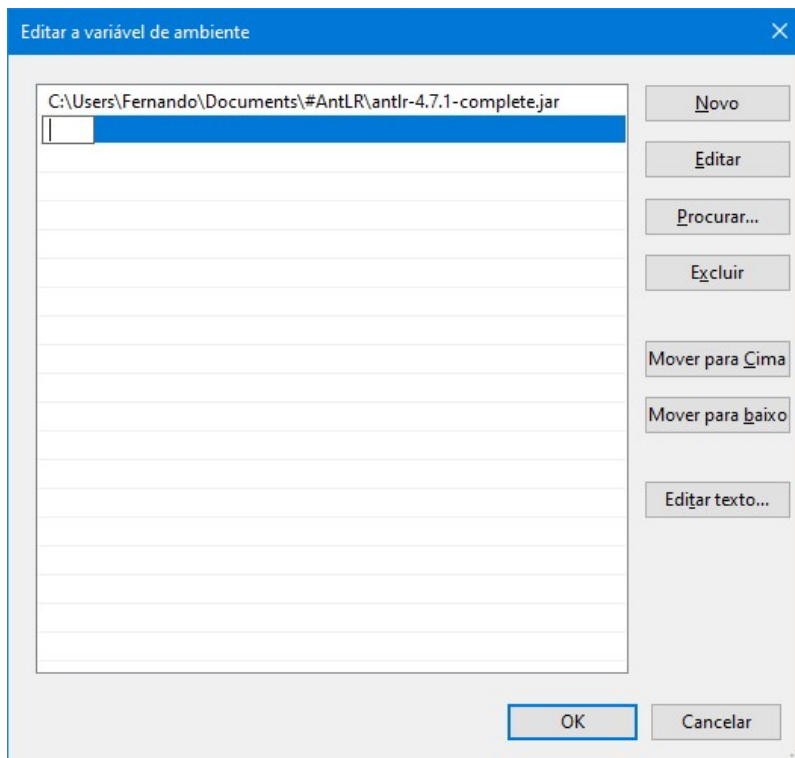 Editar a variável de ambiente
C:\Users\Fernando\Documents\#AntLR\antlr-4.7.1-complete.jar
Novo
Editar
Procurar...
Excluir
Mover para Cima
Mover para baixo
Editar texto...
OK
Cancelar